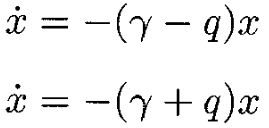 ẋ = −(γ − q)x
ẋ = −(γ + q)x